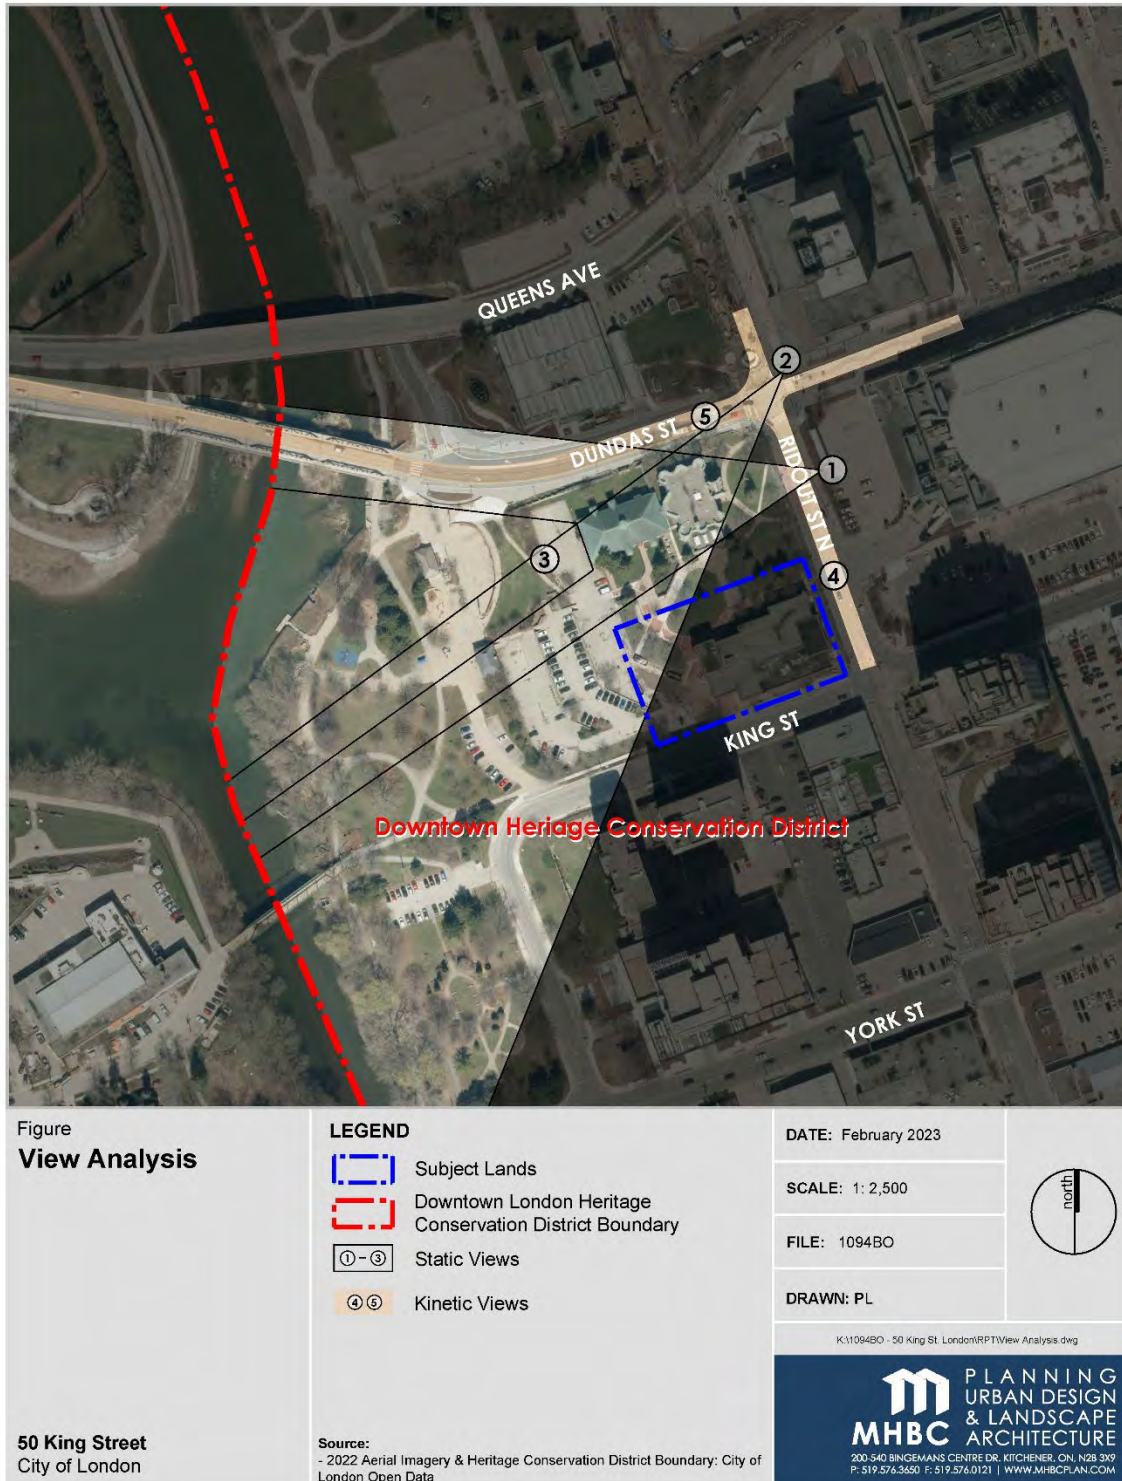 QUEENS AVE
2
5
DUNDAS ST
1
RIDOUT ST N
3
4
KING ST
Downtown Heriage Conservation District
YORK ST
Figure
View Analysis
50 King Street
City of London
LEGEND
Subject Lands
Downtown London Heritage
Conservation District Boundary
1 - 3 Static Views
4 5 Kinetic Views
Source:
- 2022 Aerial Imagery & Heritage Conservation District Boundary: City of
London Open Data
DATE: February 2023
SCALE: 1: 2,500
FILE: 1094BO
DRAWN: PL
north
K:\1094BO - 50 King St. London\RPT\View Analysis.dwg
MHBC
PLANNING
URBAN DESIGN
& LANDSCAPE
ARCHITECTURE
200-540 BINGEMANS CENTRE DR. KITCHENER, ON, N2B 3X9
P: 519.576.3650 F: 519.576.0121 | WWW.MHBCPLAN.COM